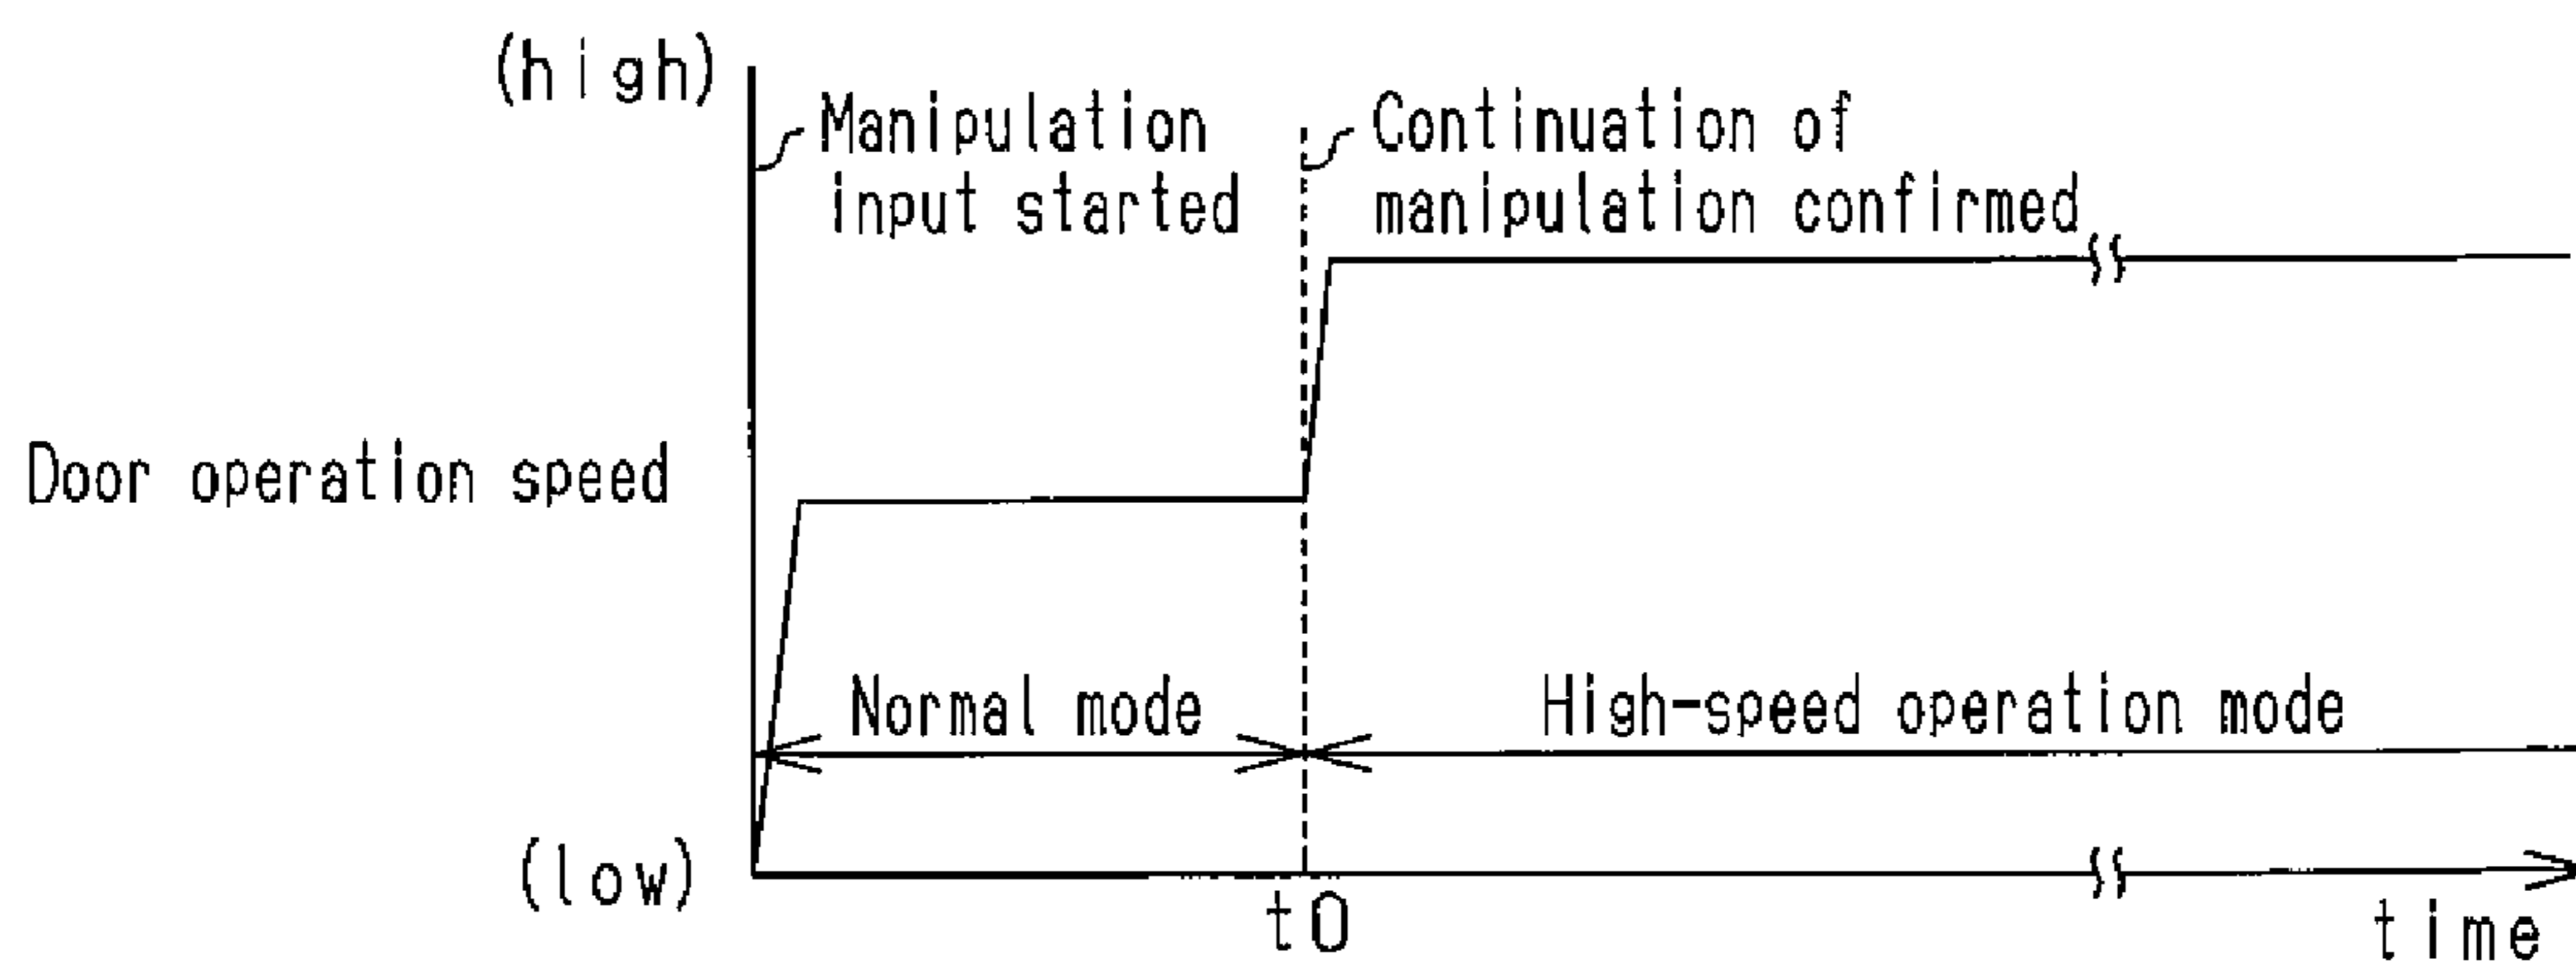 (high)
Manipulation
input started
Continuation of
manipulation confirmed
Door operation speed
Normal mode
High-speed operation mode
(low)
t0
time